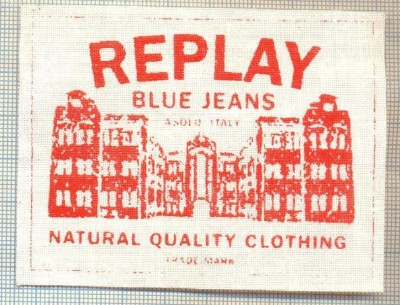 REPLAY
BLUE JEANS
ASOLO ITALY
NATURAL QUALITY CLOTHING
TRADE MARK